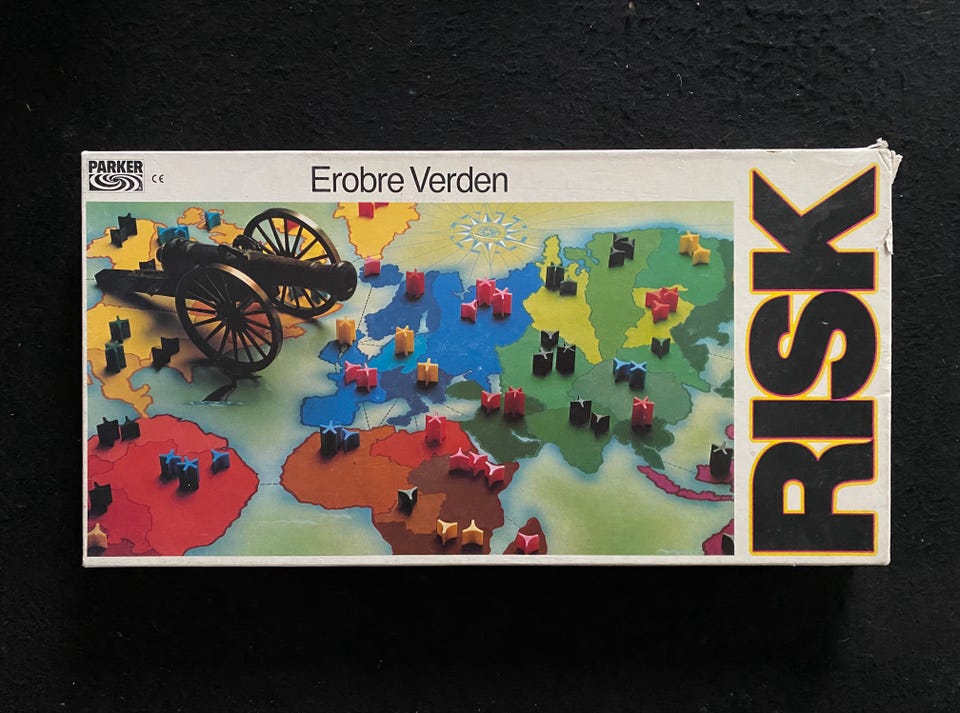 PARKER
CE
Erobre Verden
RISK